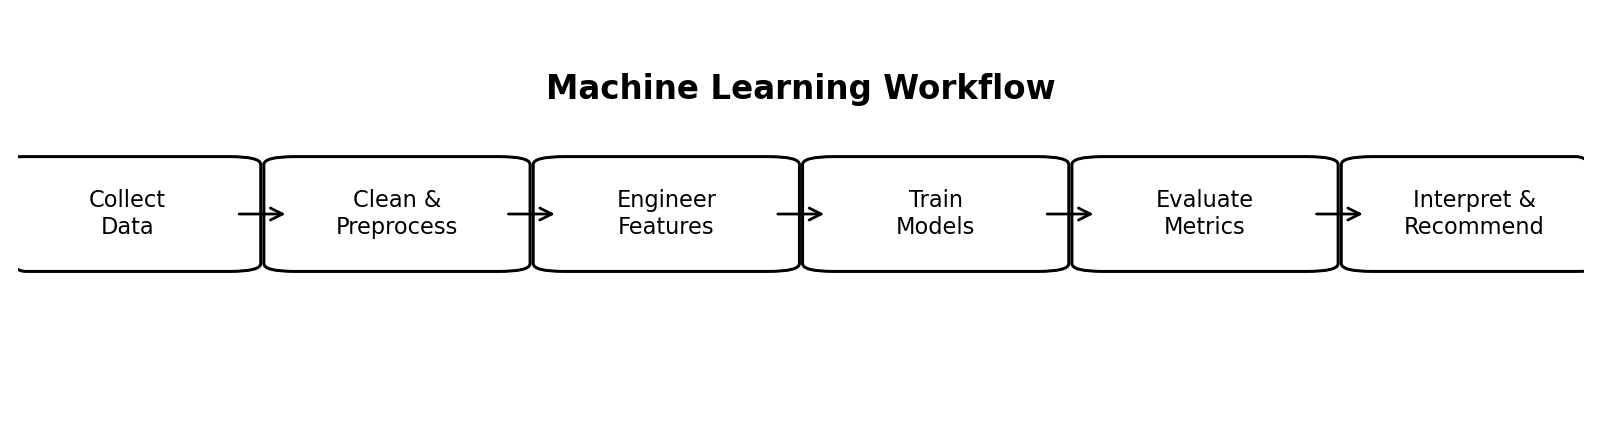 Machine Learning Workflow
Collect
Data
Clean &
Preprocess
Engineer
Features
Train
Models
Evaluate
Metrics
Interpret &
Recommend